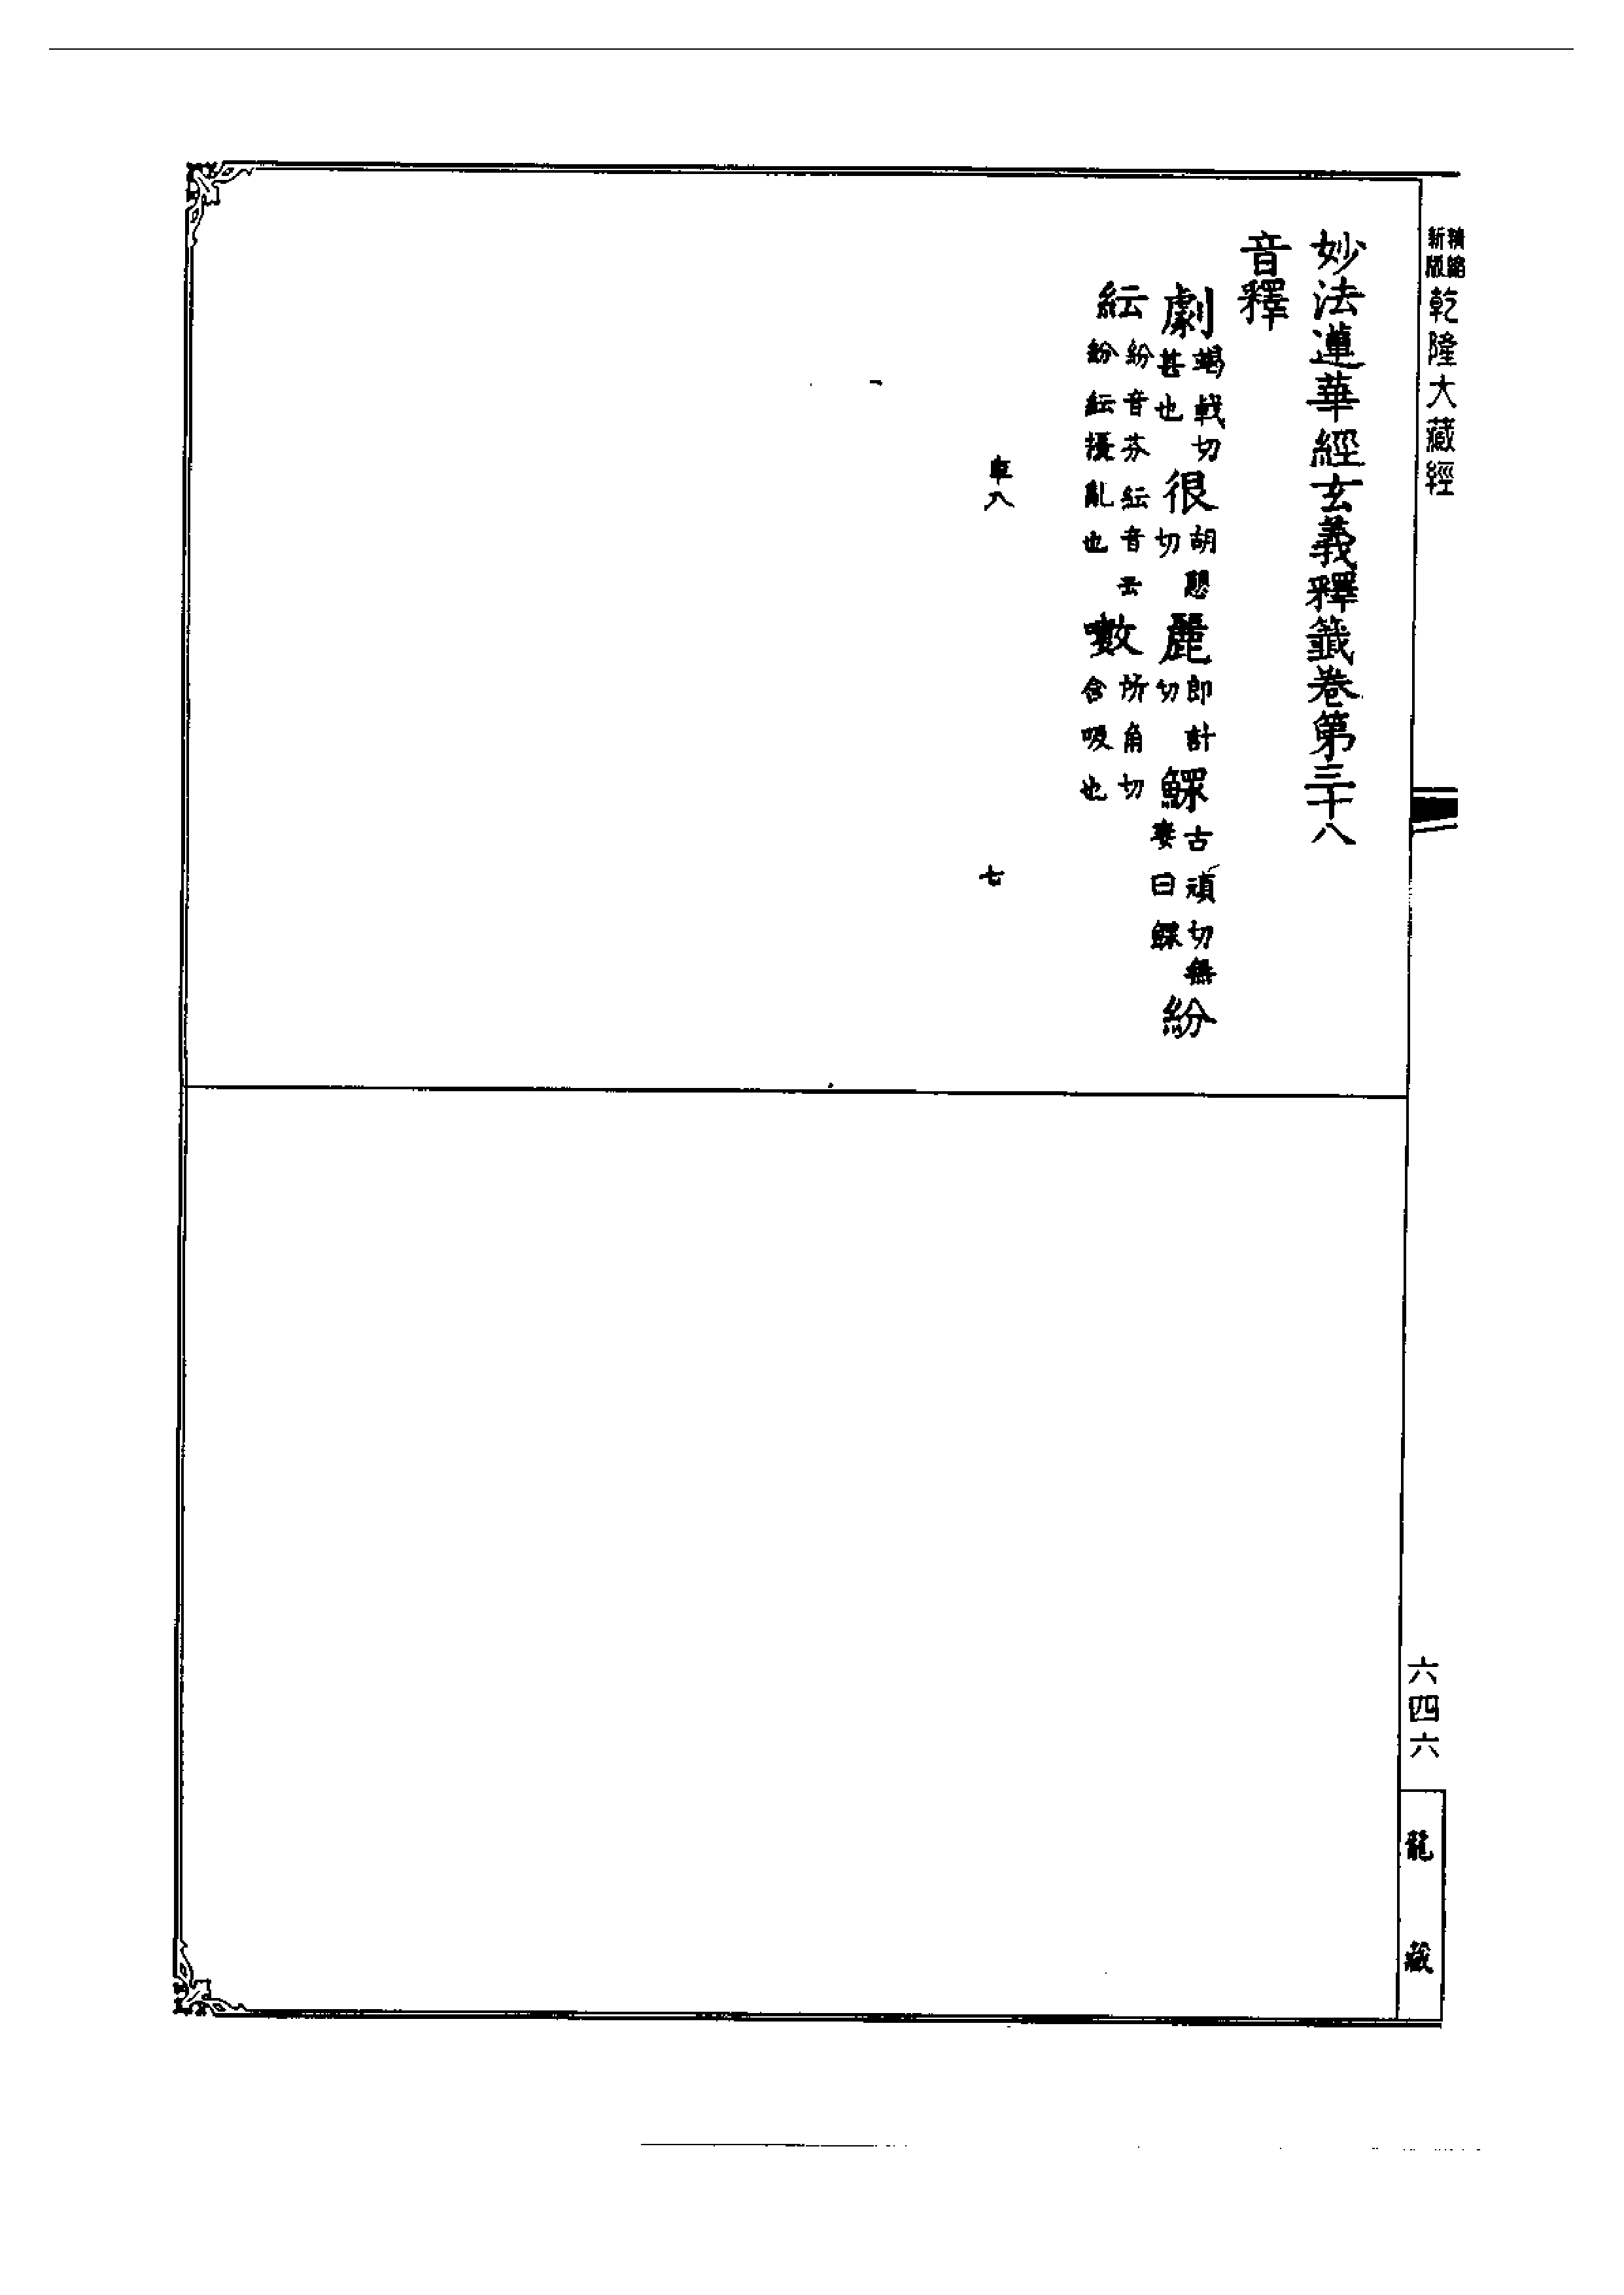 精縮
新版
乾隆大藏經
妙法蓮華經玄義釋籤卷第三十八
音釋
劇竭戟切甚也 很胡懇切 麗郎計切 鰥古頑切無妻曰鰥 紛
紜紛音芬紜音云紛紜擾亂也 嗽所角切含吸也
車八 七
六四六
龍藏